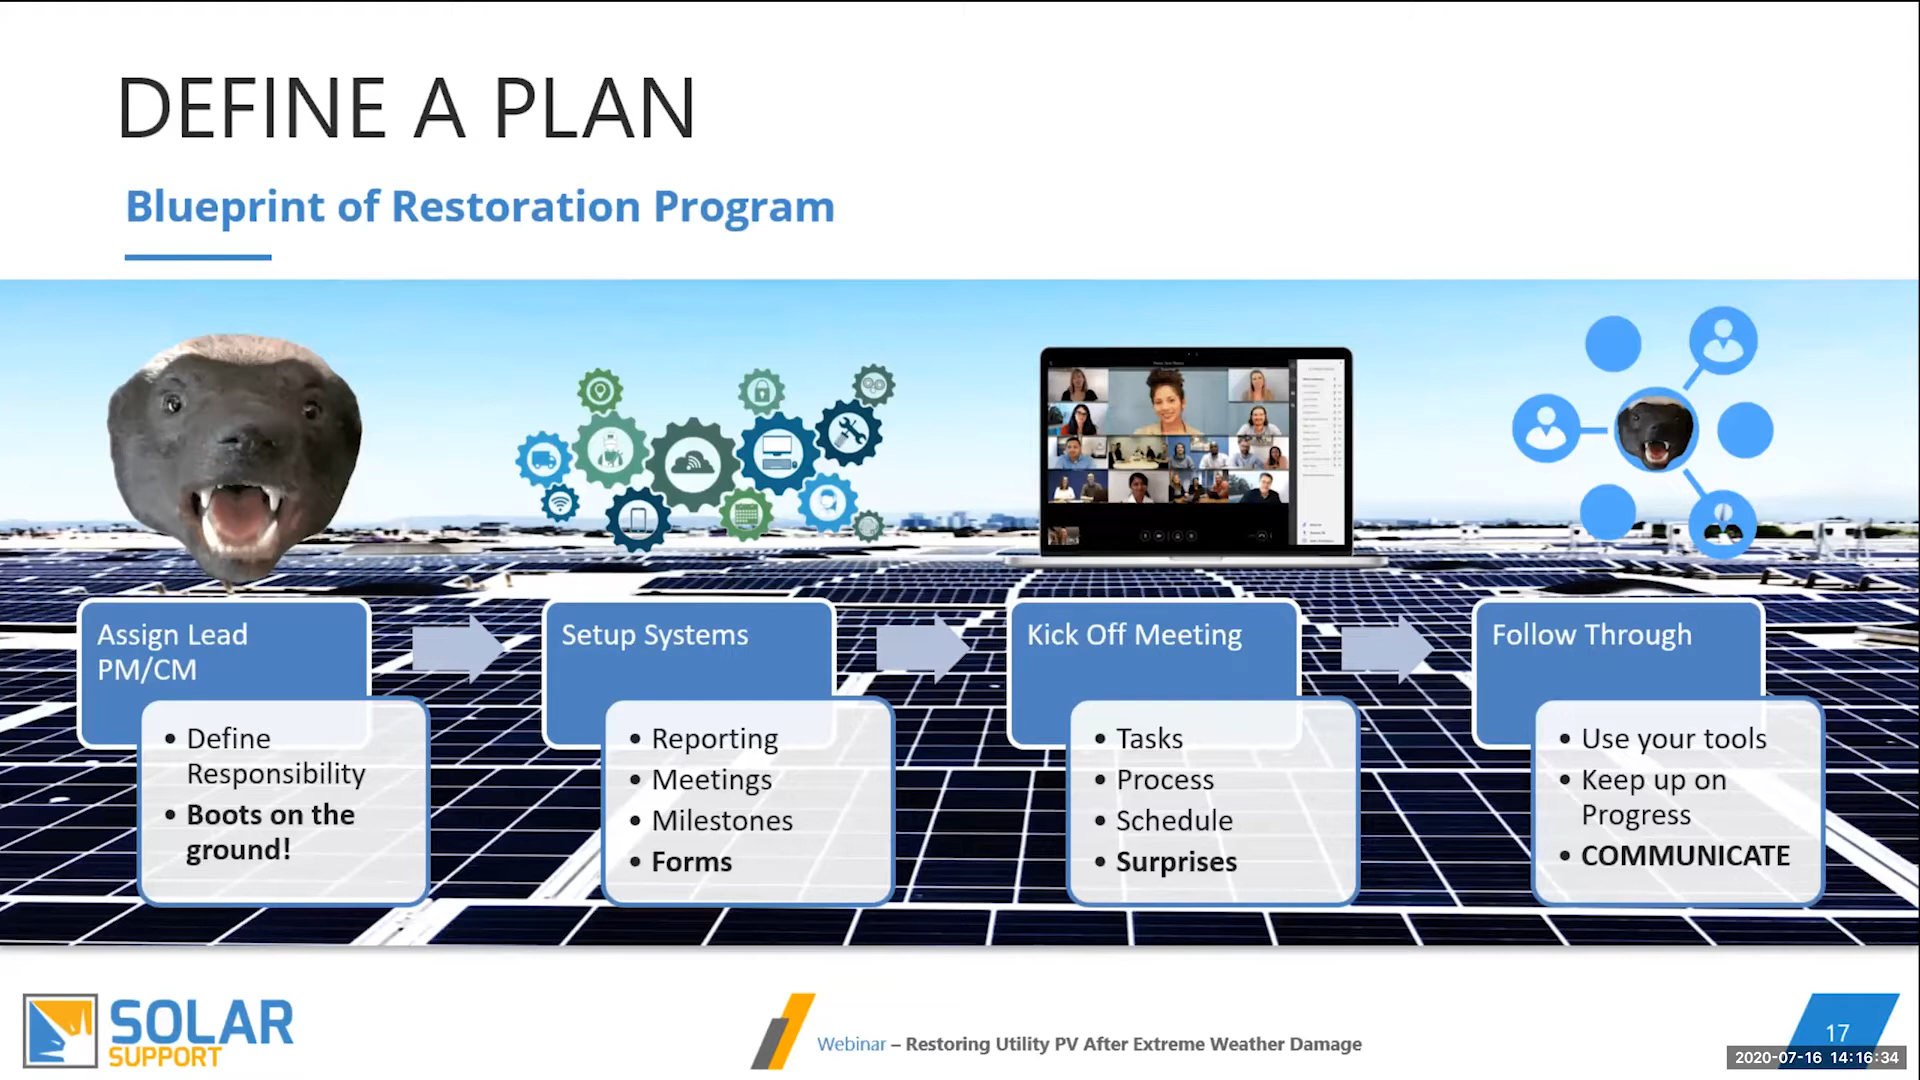 DEFINE A PLAN
Blueprint of Restoration Program
Assign Lead
PM/CM
• Define
Responsibility
• Boots on the
ground!
Setup Systems
• Reporting
• Meetings
• Milestones
• Forms
Kick Off Meeting
• Tasks
• Process
• Schedule
• Surprises
Follow Through
• Use your tools
• Keep up on
Progress
• COMMUNICATE
SOLAR
SUPPORT
Webinar – Restoring Utility PV After Extreme Weather Damage
17
2020-07-16 14:16:34